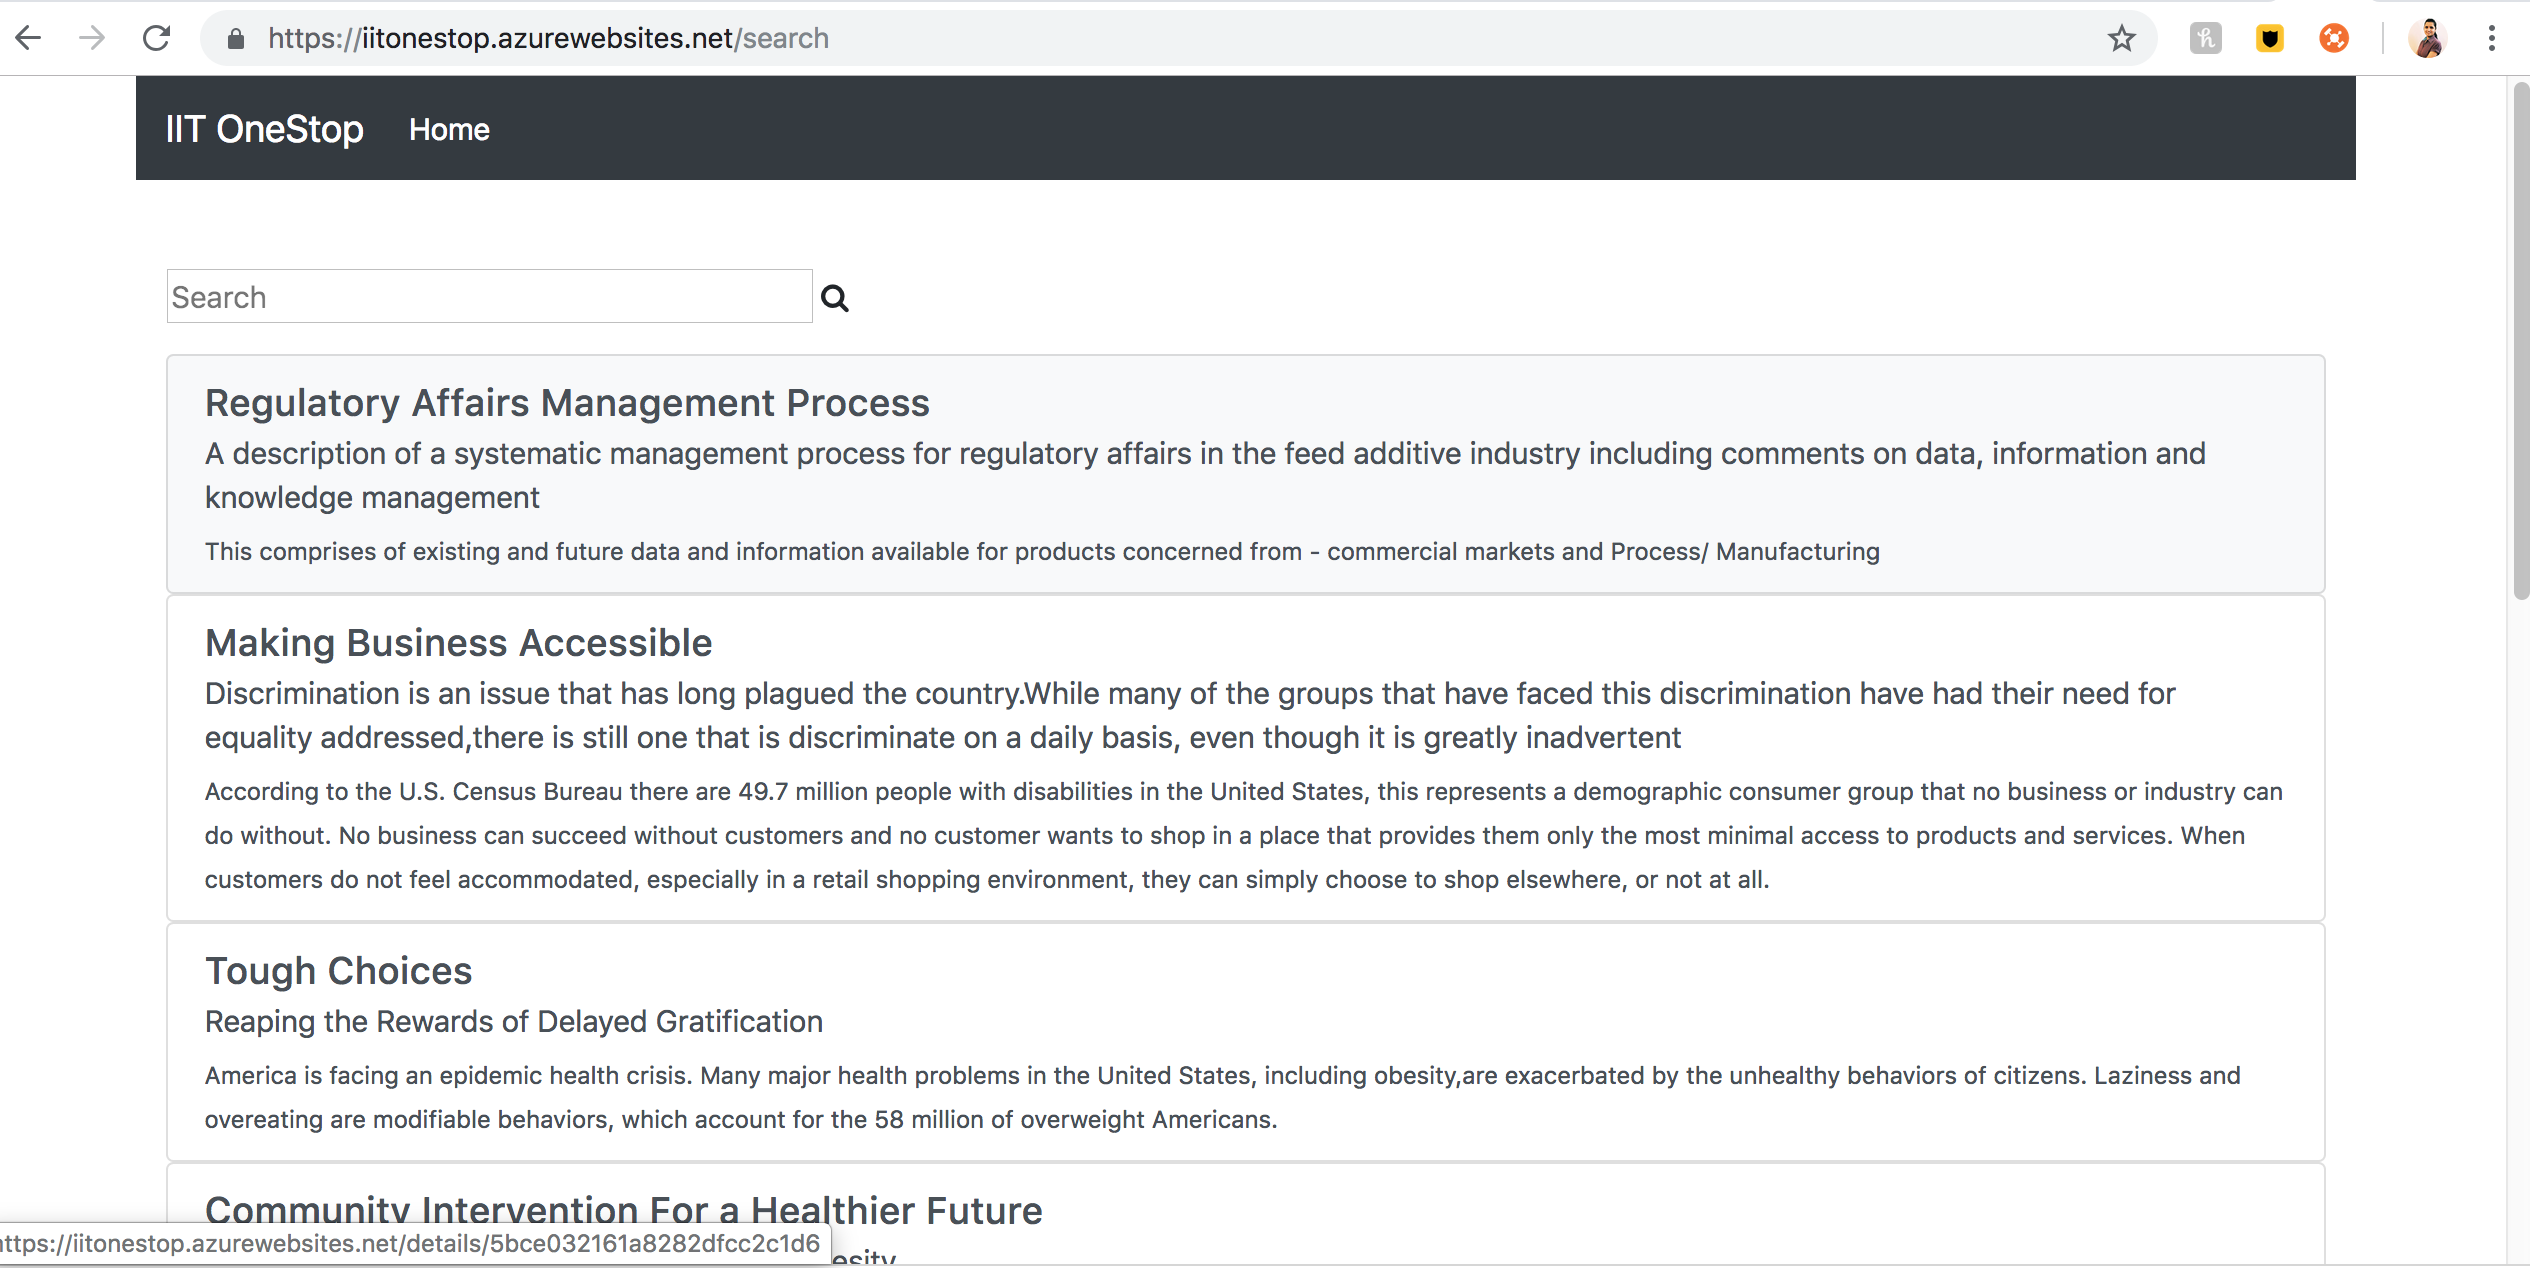 https://iitonestop.azurewebsites.net/search
IIT OneStop Home
Search
Regulatory Affairs Management Process
A description of a systematic management process for regulatory affairs in the feed additive industry including comments on data, information and
knowledge management
This comprises of existing and future data and information available for products concerned from - commercial markets and Process/ Manufacturing
Making Business Accessible
Discrimination is an issue that has long plagued the country.While many of the groups that have faced this discrimination have had their need for
equality addressed,there is still one that is discriminate on a daily basis, even though it is greatly inadvertent
According to the U.S. Census Bureau there are 49.7 million people with disabilities in the United States, this represents a demographic consumer group that no business or industry can
do without. No business can succeed without customers and no customer wants to shop in a place that provides them only the most minimal access to products and services. When
customers do not feel accommodated, especially in a retail shopping environment, they can simply choose to shop elsewhere, or not at all.
Tough Choices
Reaping the Rewards of Delayed Gratification
America is facing an epidemic health crisis. Many major health problems in the United States, including obesity,are exacerbated by the unhealthy behaviors of citizens. Laziness and
overeating are modifiable behaviors, which account for the 58 million of overweight Americans.
Community Intervention For a Healthier Future
ttps://iitonestop.azurewebsites.net/details/5bce032161a8282dfcc2c1d6